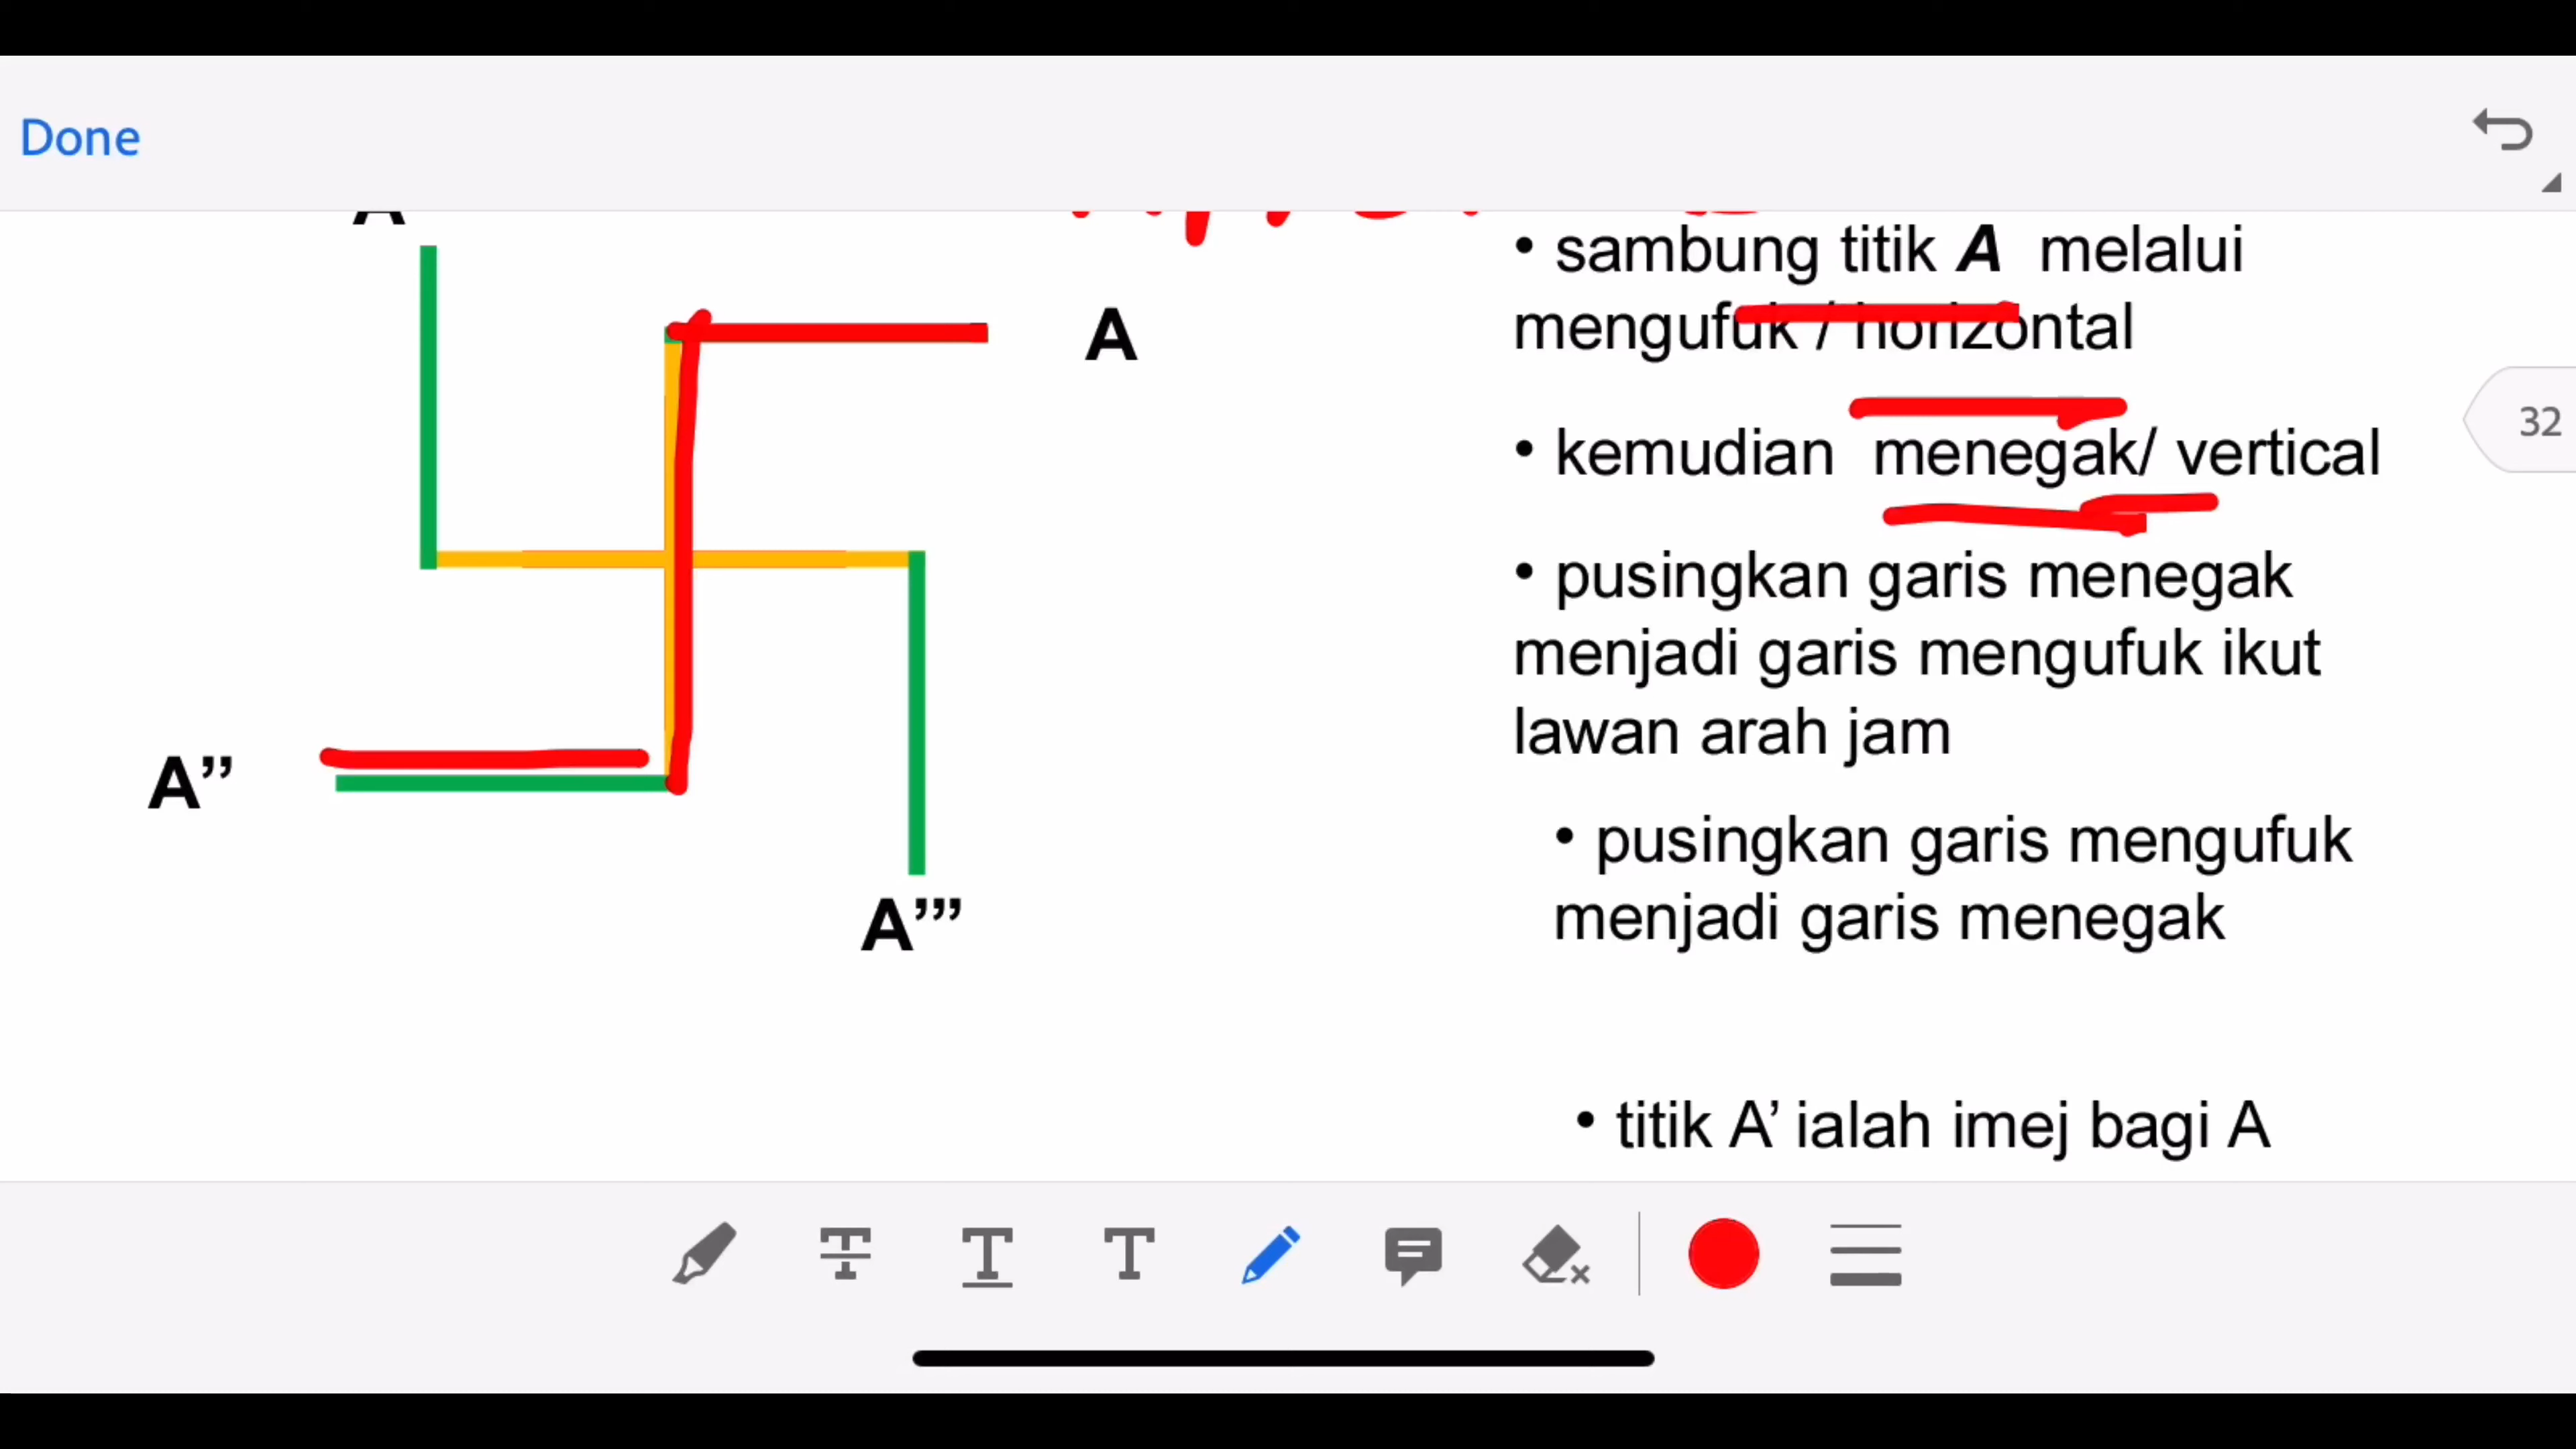 Done
A
A
A’’
A’’’
• sambung titik A melalui
mengufuk / horizontal
• kemudian menegak/ vertical
• pusingkan garis menegak
menjadi garis mengufuk ikut
lawan arah jam
• pusingkan garis mengufuk
menjadi garis menegak
• titik A’ ialah imej bagi A
32